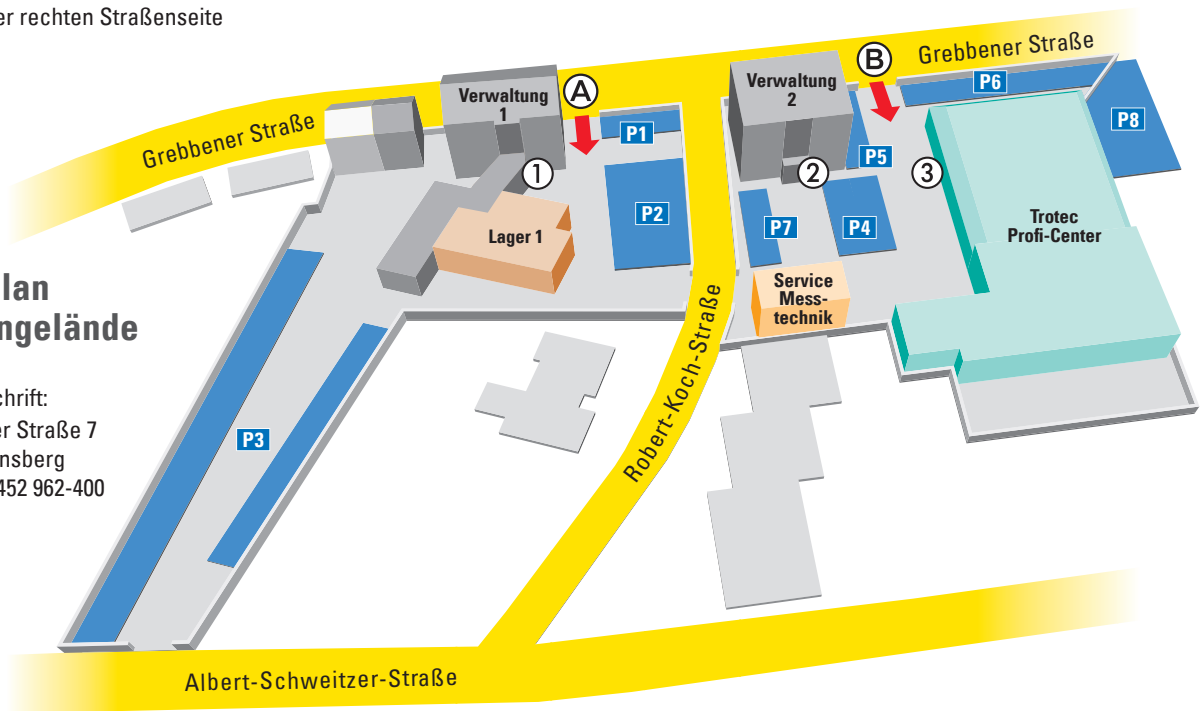 er rechten Straßenseite
Grebbener Straße
Verwaltung
1
A
P1
P2
1
Lager 1
Verwaltung
2
B
Grebbener Straße
P6
P8
P5
2
3
P7
P4
Trotec
Profi-Center
Service
Mess-
technik
Robert-Koch-Straße
lan
ngelände
chrift:
er Straße 7
nsberg
452 962-400
P3
Albert-Schweitzer-Straße